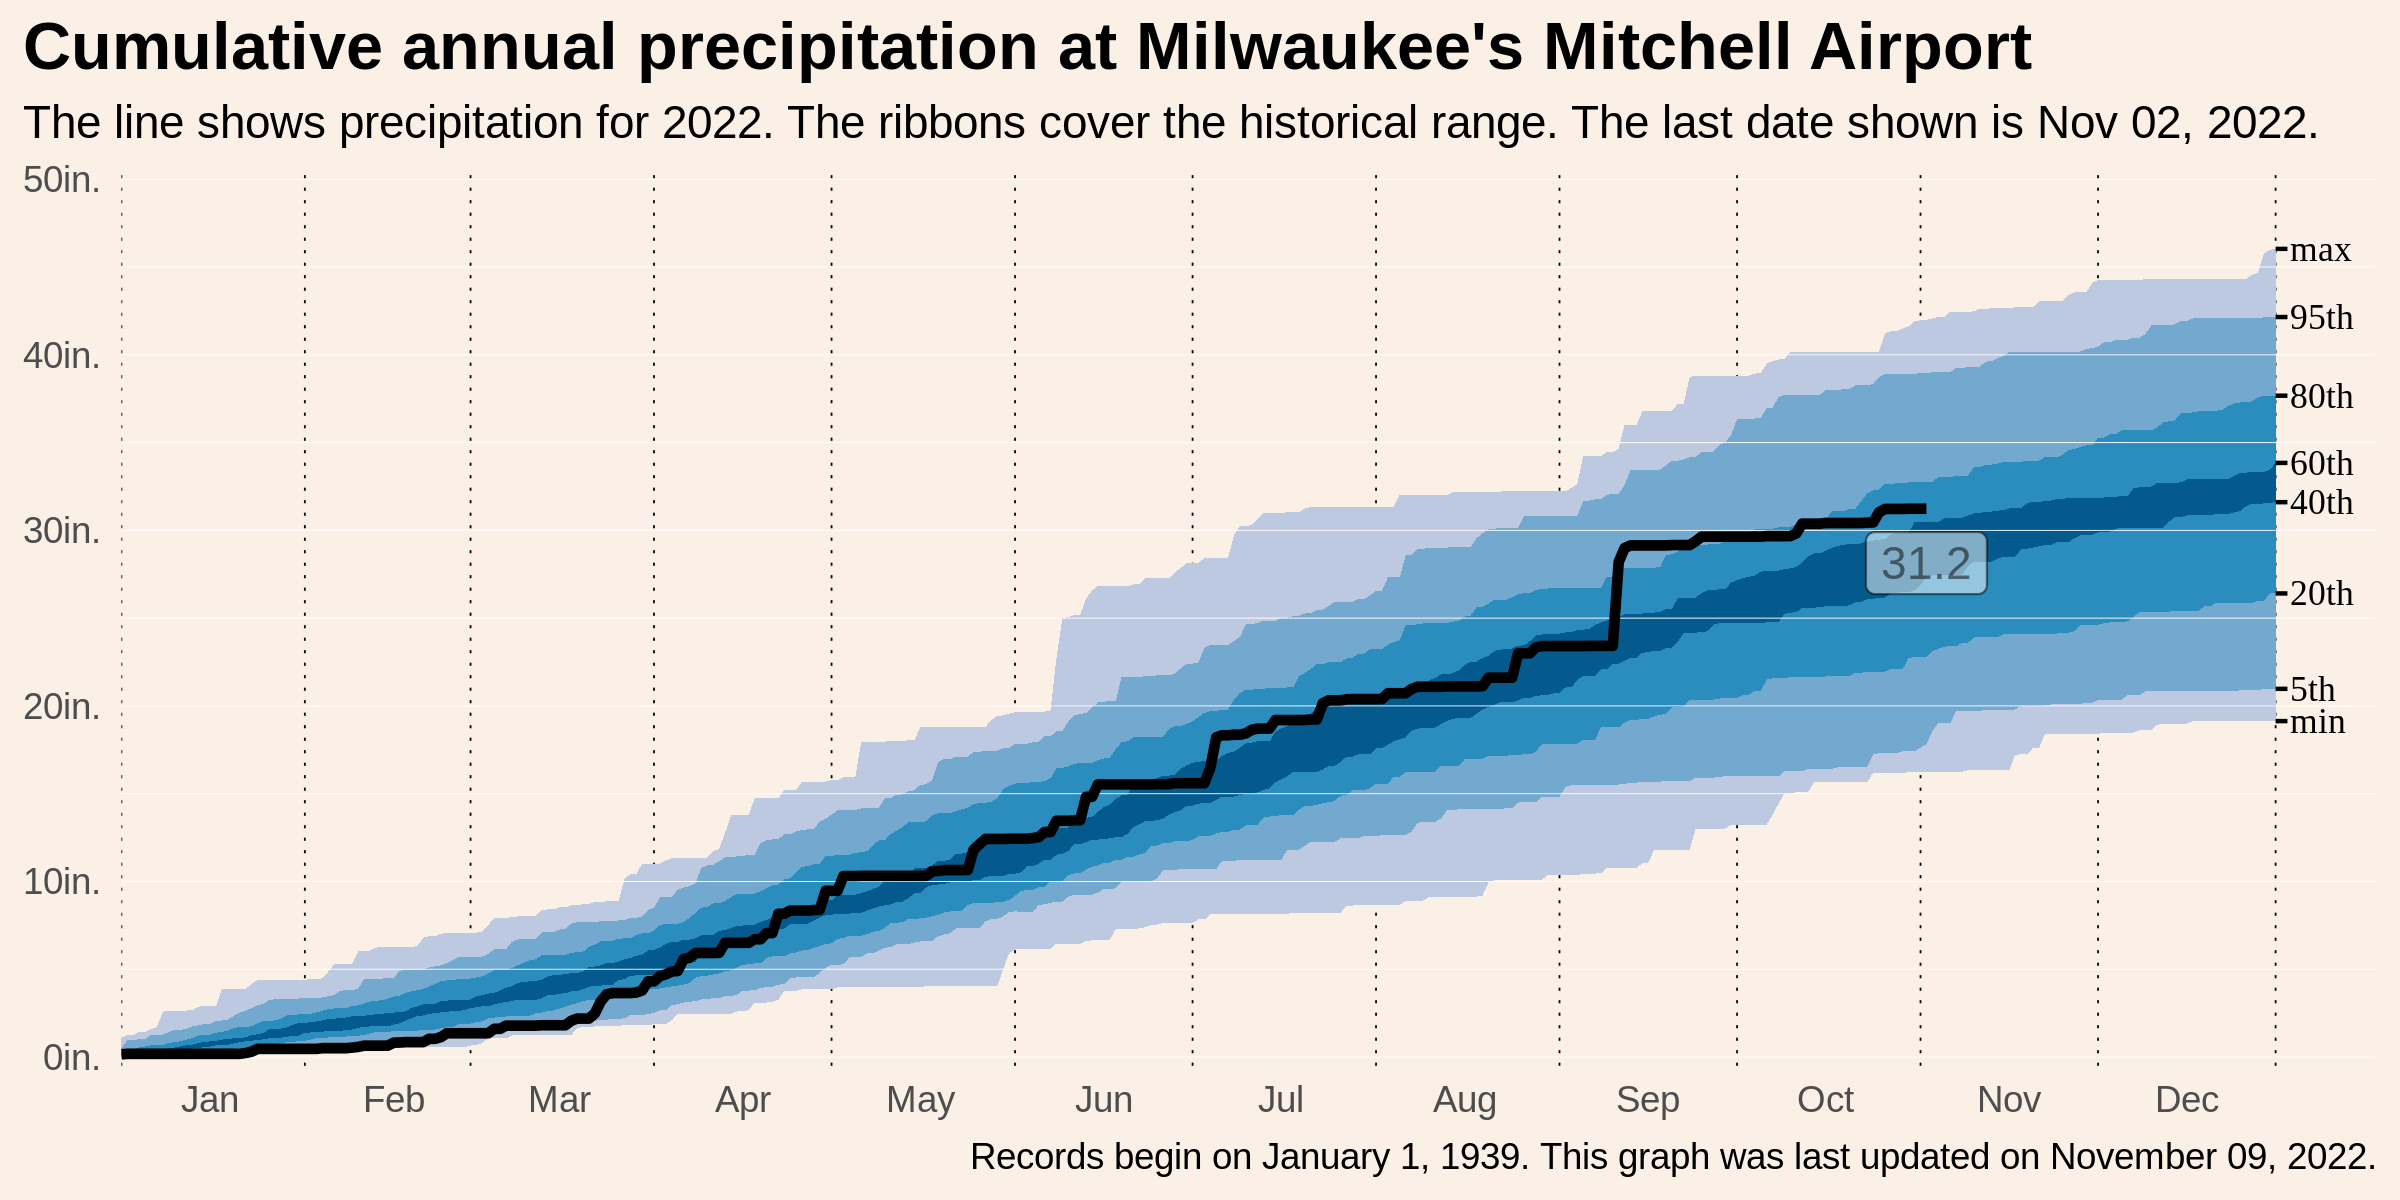 Cumulative annual precipitation at Milwaukee's Mitchell Airport
The line shows precipitation for 2022. The ribbons cover the historical range. The last date shown is Nov 02, 2022.
50in.
40in.
30in.
20in.
10in.
0in.
max
95th
80th
60th
40th
20th
5th
min
31.2
Jan Feb Mar Apr May Jun Jul Aug Sep Oct Nov Dec
Records begin on January 1, 1939. This graph was last updated on November 09, 2022.